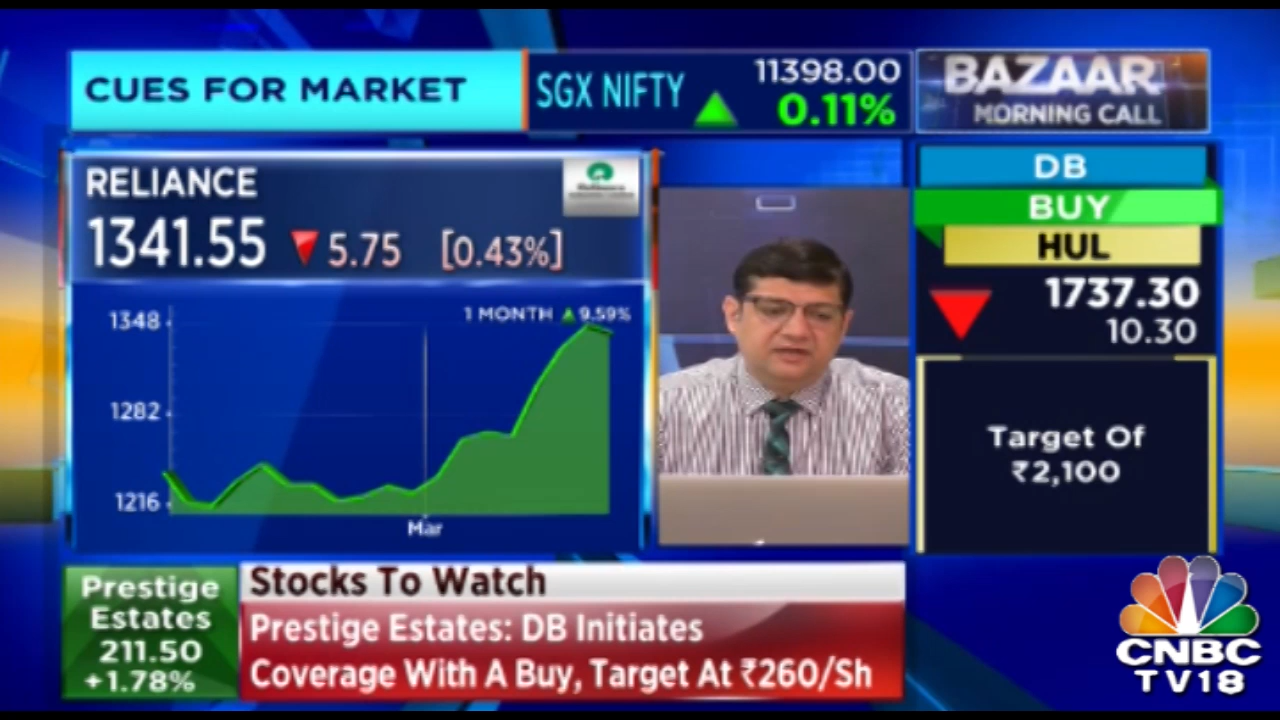 CUES FOR MARKET
SGX NIFTY
11398.00
0.11%
BAZAAR
MORNING CALL
RELIANCE
1341.55 5.75 [0.43%]
Reliance
1 MONTH 9.59%
1348
1282
1216
Mar
DB
BUY
HUL
1737.30
10.30
Target Of
₹2,100
Prestige
Estates
211.50
+1.78%
Stocks To Watch
Prestige Estates: DB Initiates
Coverage With A Buy, Target At ₹260/Sh
CNBC
TV18